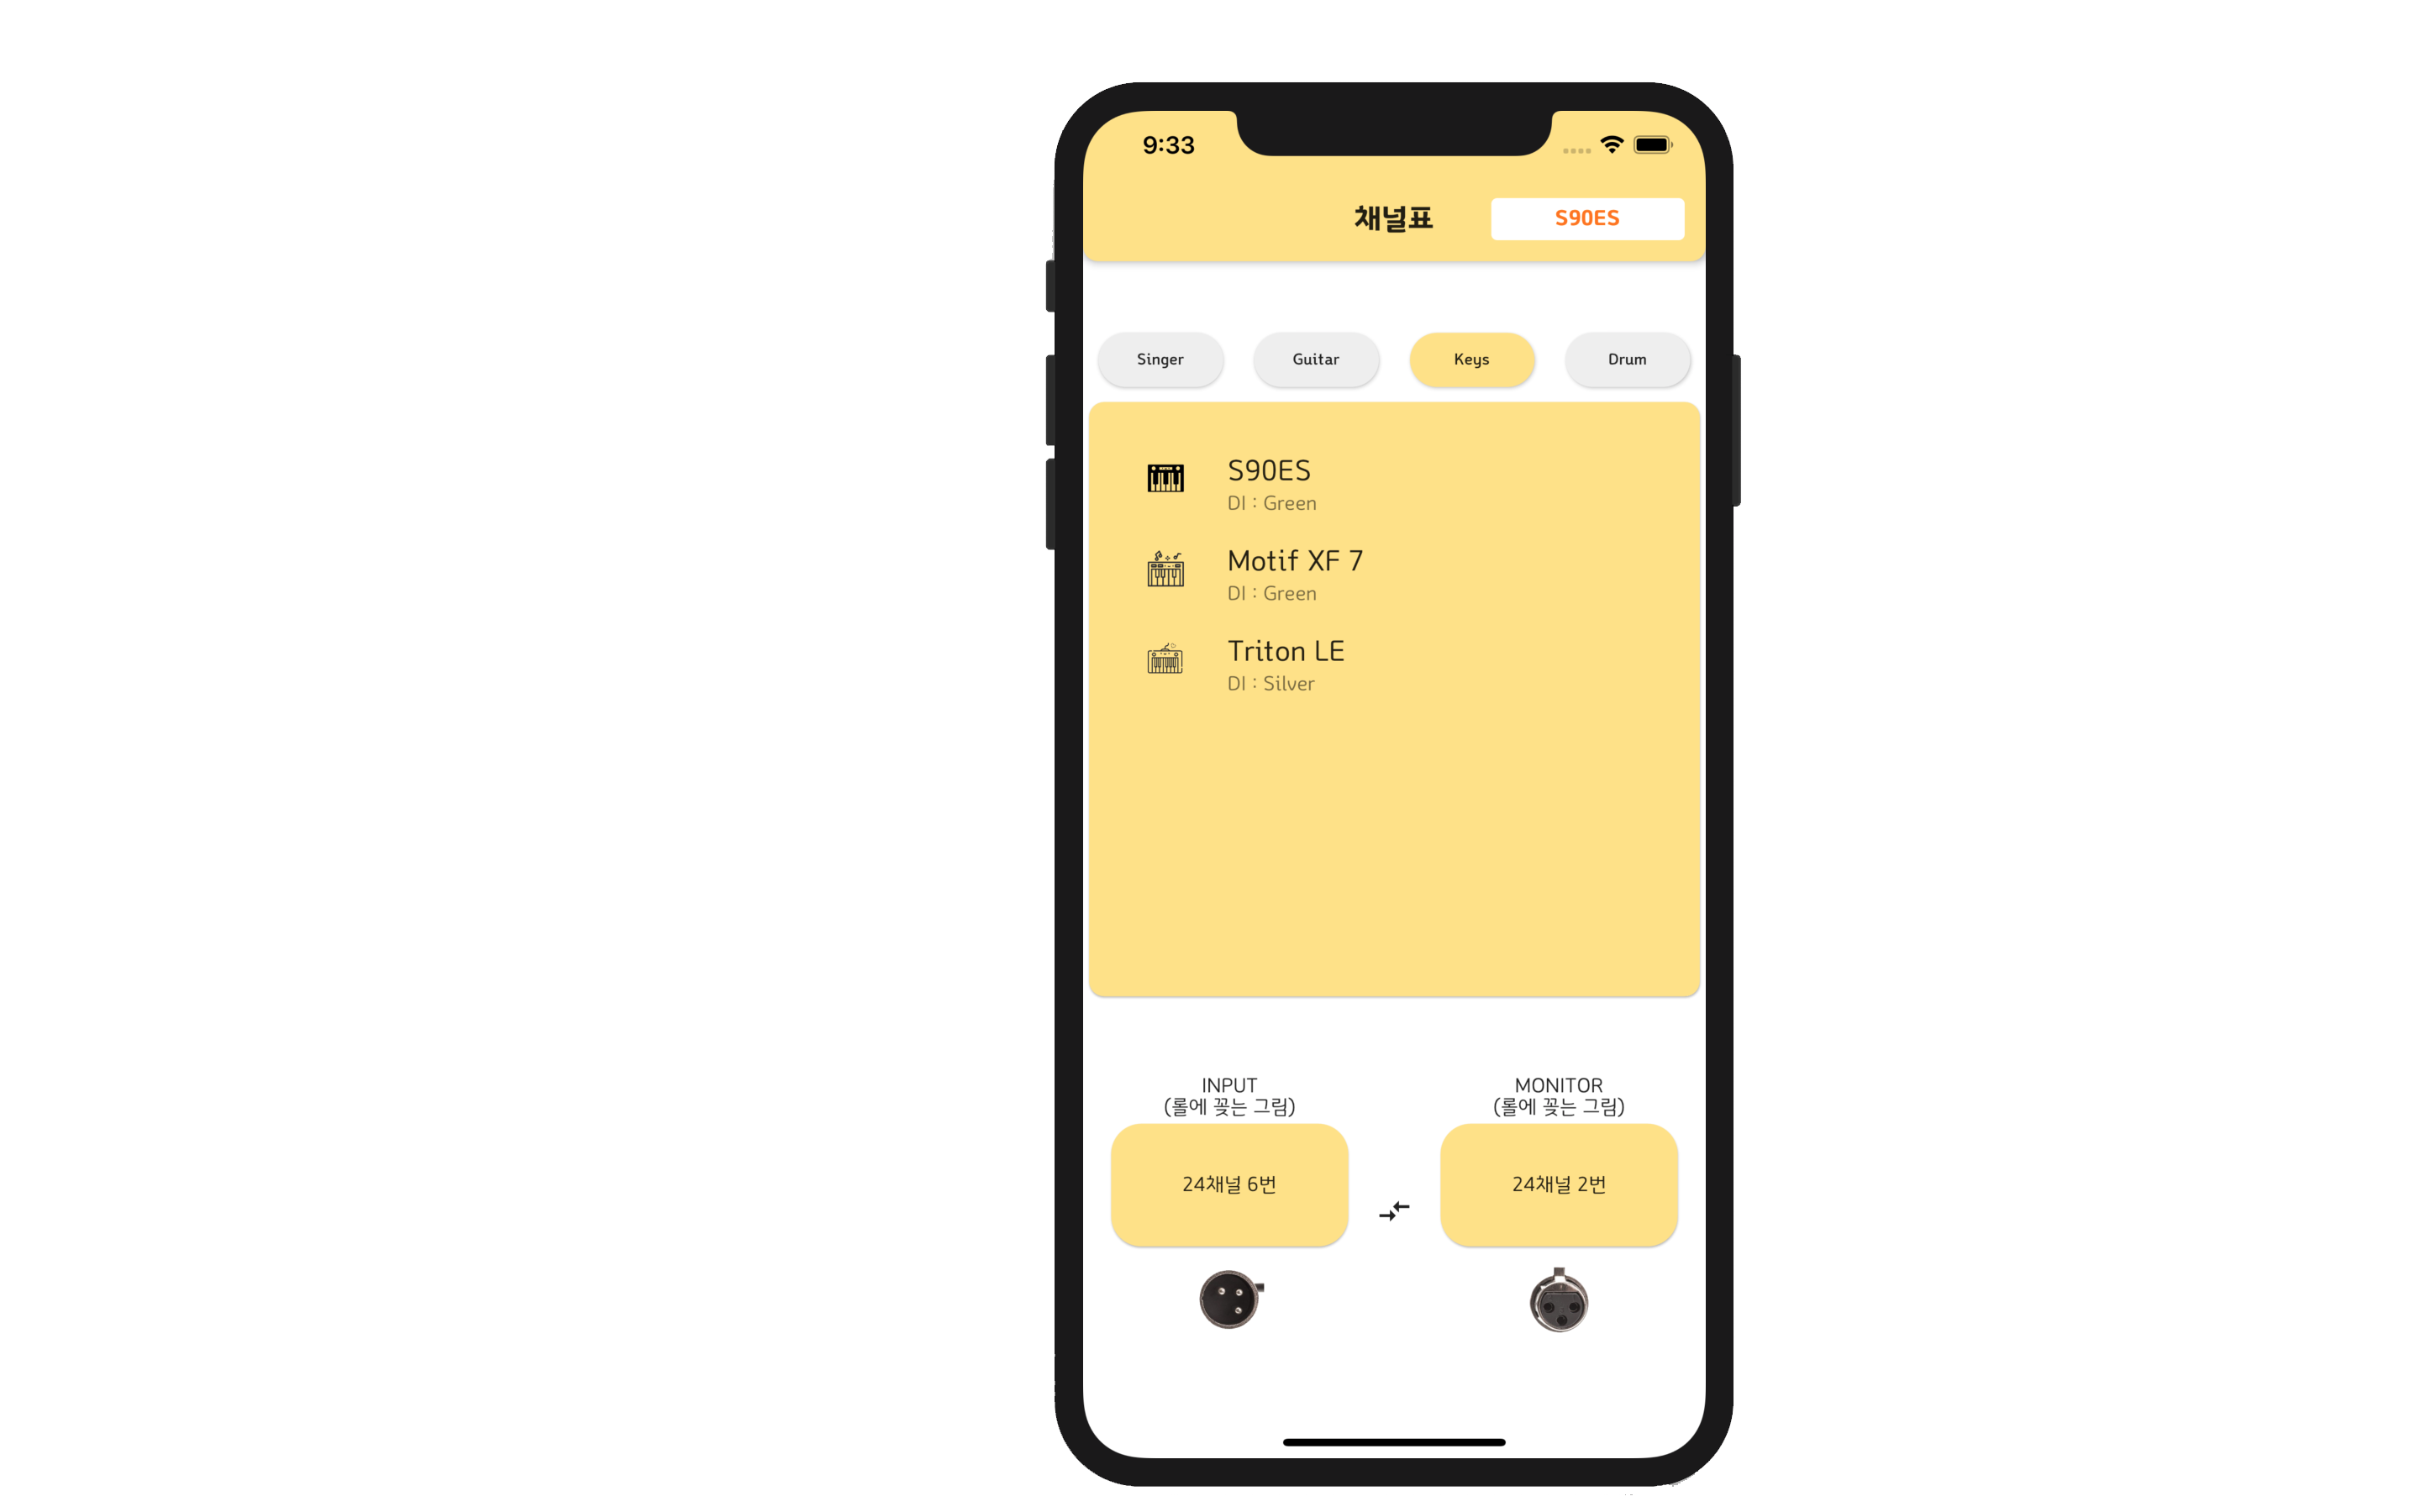 9:33
채널표
S90ES
Singer
Guitar
Keys
Drum
S90ES
DI : Green
Motif XF 7
DI : Green
Triton LE
DI : Silver
INPUT
(롤에 꽂는 그림)
24채널 6번
MONITOR
(롤에 꽂는 그림)
24채널 2번